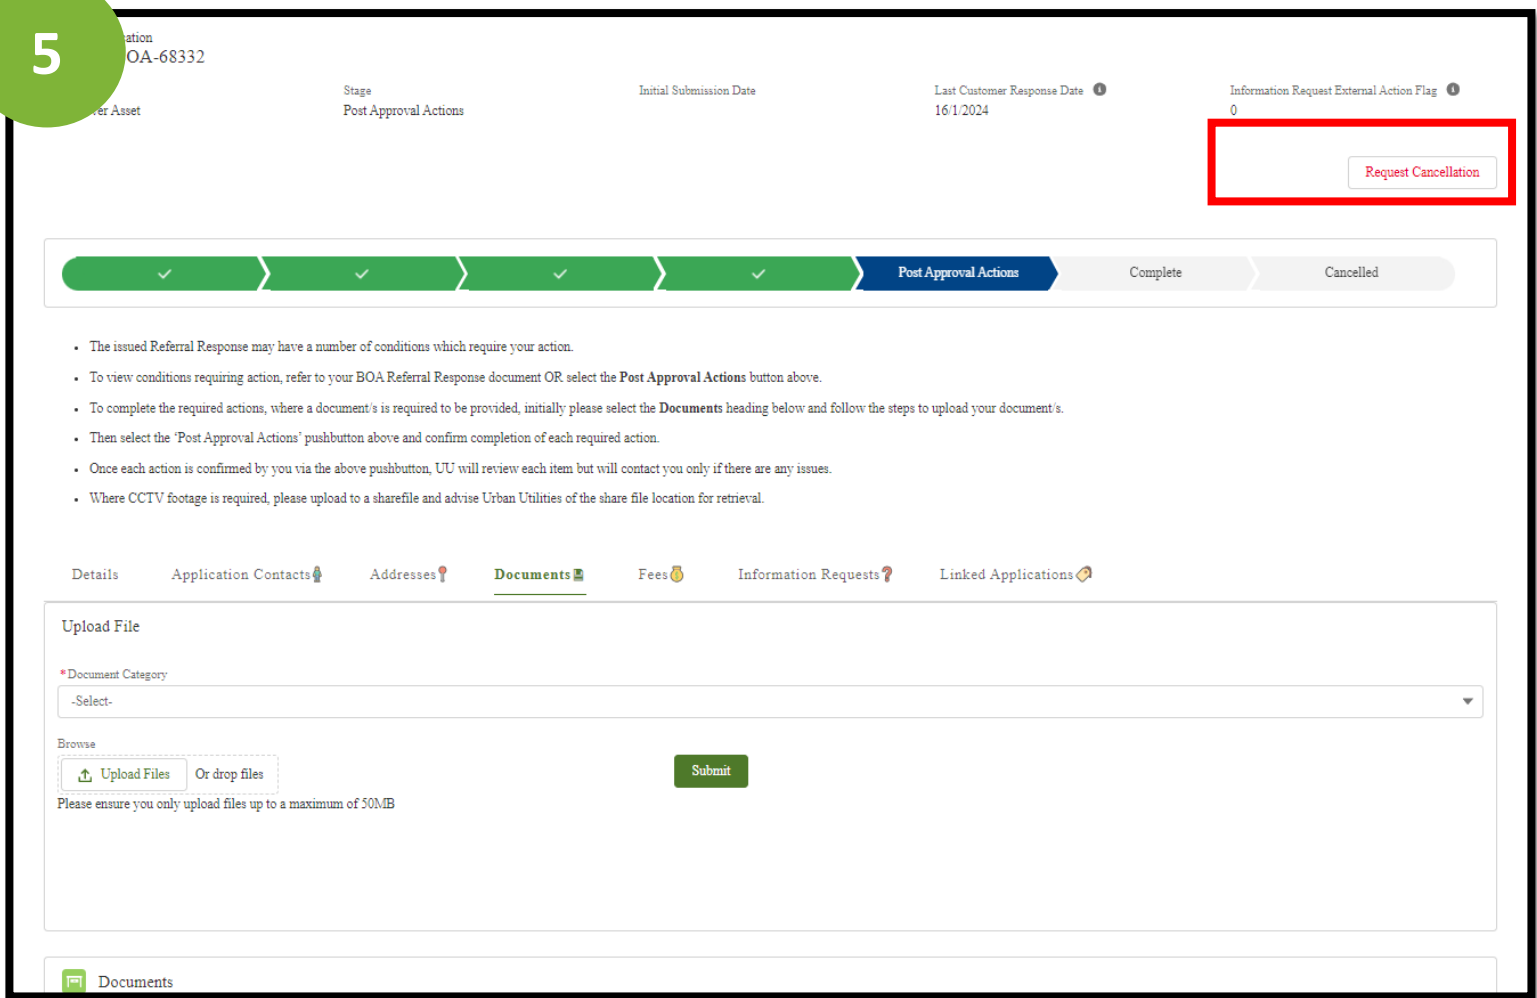 5
ation
OA-68332
er Asset
Stage
Post Approval Actions
Initial Submission Date
Last Customer Response Date
16/1/2024
Information Request External Action Flag
0
Request Cancellation
Post Approval Actions
Complete
Cancelled
• The issued Referral Response may have a number of conditions which require your action.
• To view conditions requiring action, refer to your BOA Referral Response document OR select the Post Approval Actions button above.
• To complete the required actions, where a document/s is required to be provided, initially please select the Documents heading below and follow the steps to upload your document/s.
• Then select the ‘Post Approval Actions’ pushbutton above and confirm completion of each required action.
• Once each action is confirmed by you via the above pushbutton, UU will review each item but will contact you only if there are any issues.
• Where CCTV footage is required, please upload to a sharefile and advise Urban Utilities of the share file location for retrieval.
Details Application Contacts Addresses Documents Fees Information Requests Linked Applications
Upload File
*Document Category
-Select-
Browse
Upload Files Or drop files
Submit
Please ensure you only upload files up to a maximum of 50MB
Documents